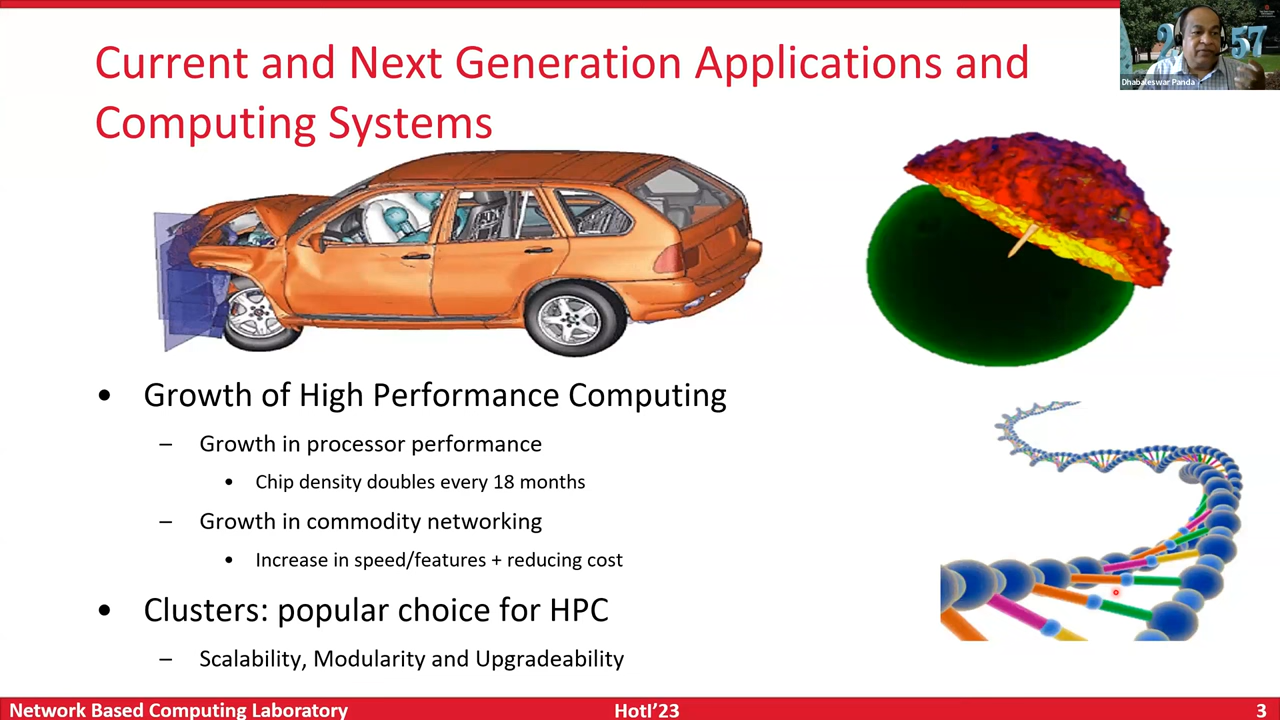 Current and Next Generation Applications and
Computing Systems
57
Dhabaleswar Panda
• Growth of High Performance Computing
– Growth in processor performance
• Chip density doubles every 18 months
– Growth in commodity networking
• Increase in speed/features + reducing cost
• Clusters: popular choice for HPC
– Scalability, Modularity and Upgradeability
Network Based Computing Laboratory
HotI’23
3